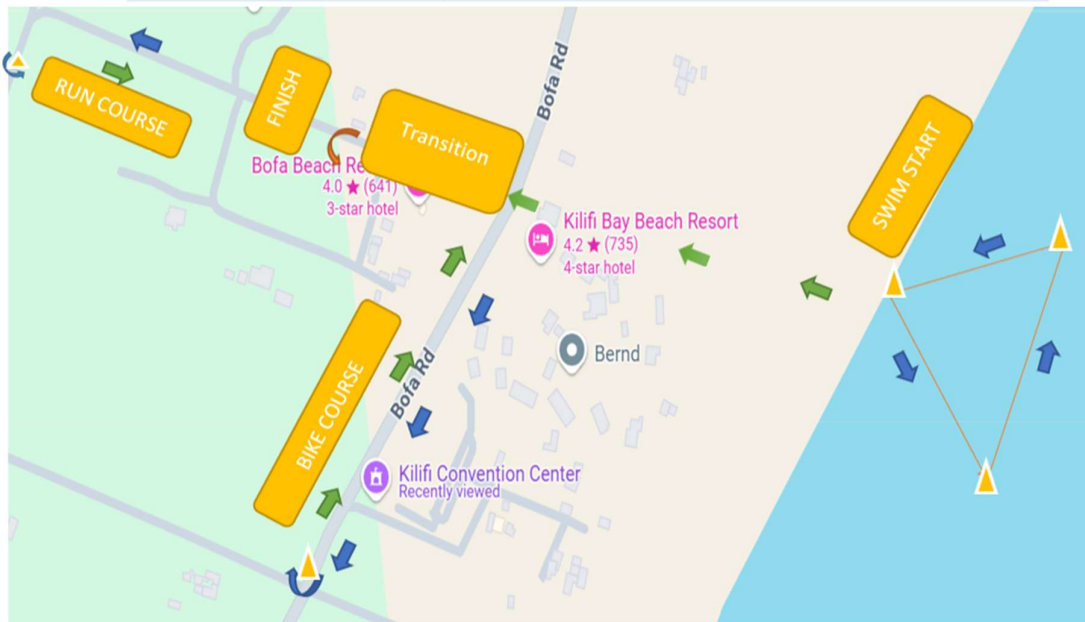 RUN COURSE
FINISH
Transition
Bofa Rd
SWIM START
Bofa Beach Re
4.0 ★ (641)
3-star hotel
Kilifi Bay Beach Resort
4.2 ★ (735)
4-star hotel
Bernd
Bofa Rd
BIKE COURSE
Kilifi Convention Center
Recently viewed